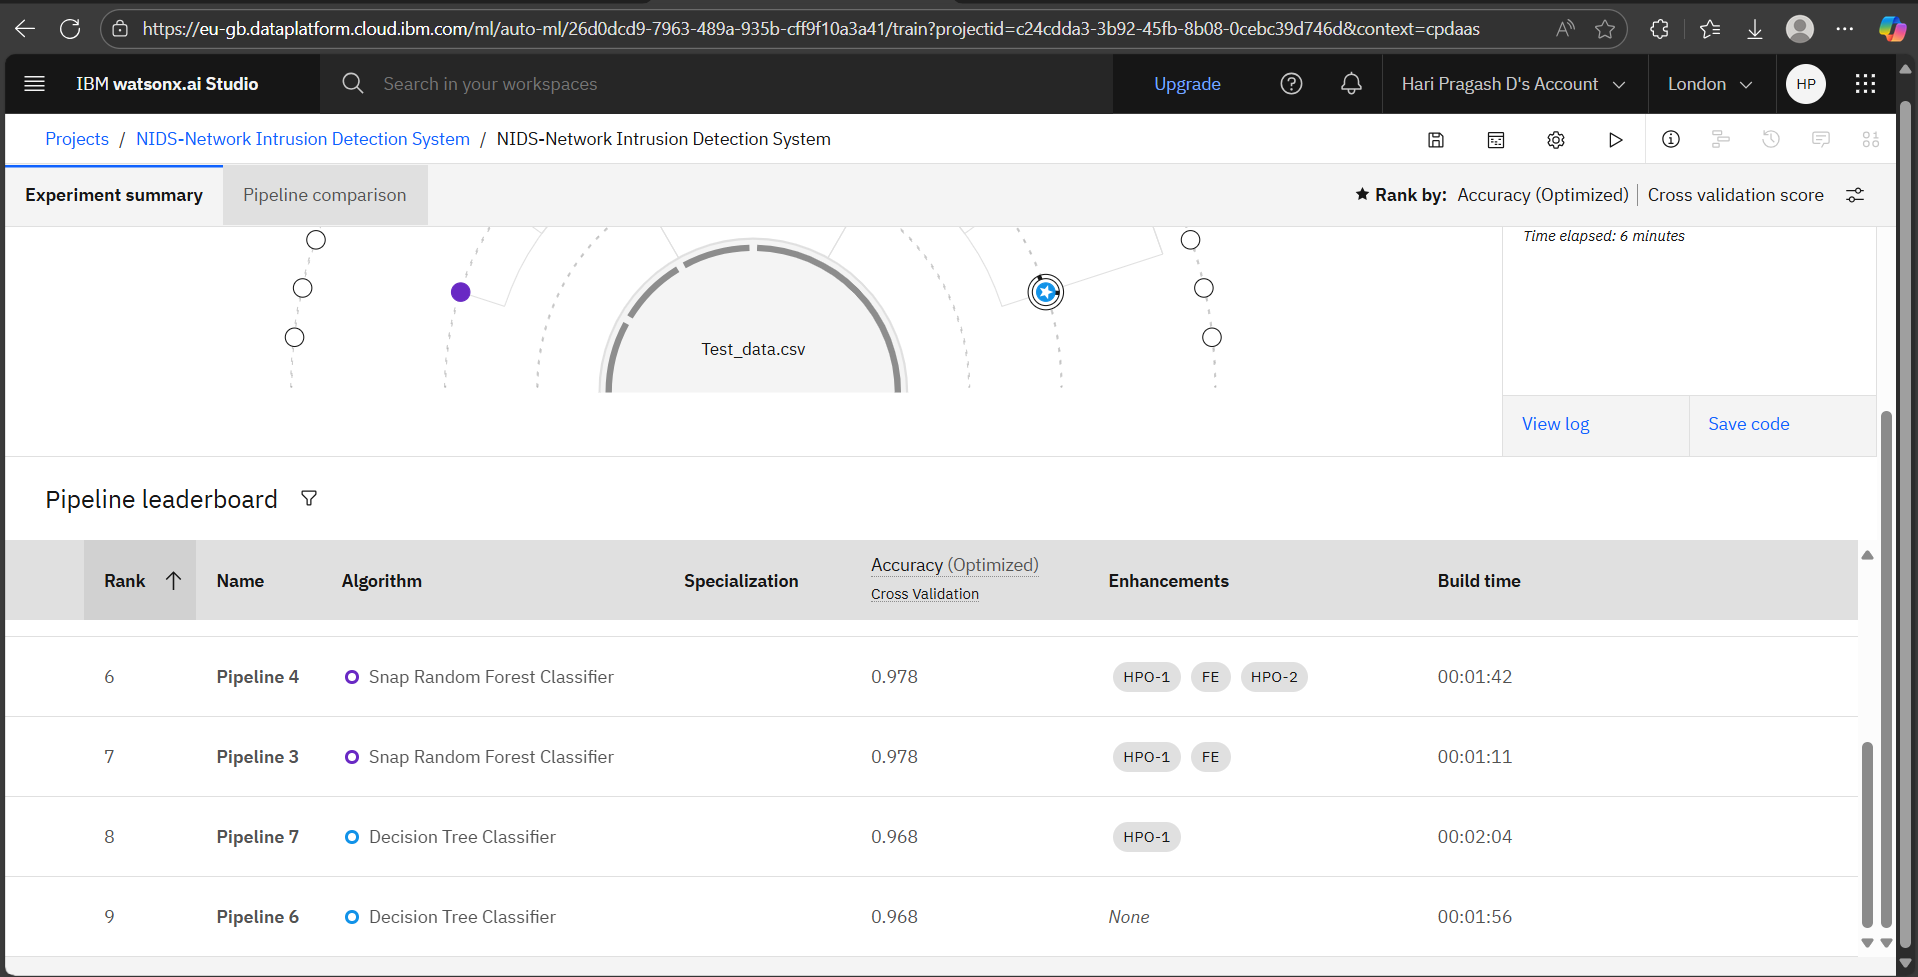 https://eu-gb.dataplatform.cloud.ibm.com/ml/auto-ml/26d0dcd9-7963-489a-935b-cff9f10a3a41/train?projectid=c24cdda3-3b92-45fb-8b08-0cebc39d746d&context=cpdaas
IBM watsonx.ai Studio Search in your workspaces Upgrade Hari Pragash D's Account London HP
Projects / NIDS-Network Intrusion Detection System / NIDS-Network Intrusion Detection System
Experiment summary Pipeline comparison Rank by: Accuracy (Optimized) Cross validation score
Time elapsed: 6 minutes
Test_data.csv
View log Save code
Pipeline leaderboard
Rank Name Algorithm Specialization Accuracy (Optimized) Enhancements Build time
Cross Validation
6 Pipeline 4 Snap Random Forest Classifier 0.978 HPO-1 FE HPO-2 00:01:42
7 Pipeline 3 Snap Random Forest Classifier 0.978 HPO-1 FE 00:01:11
8 Pipeline 7 Decision Tree Classifier 0.968 HPO-1 00:02:04
9 Pipeline 6 Decision Tree Classifier 0.968 None 00:01:56